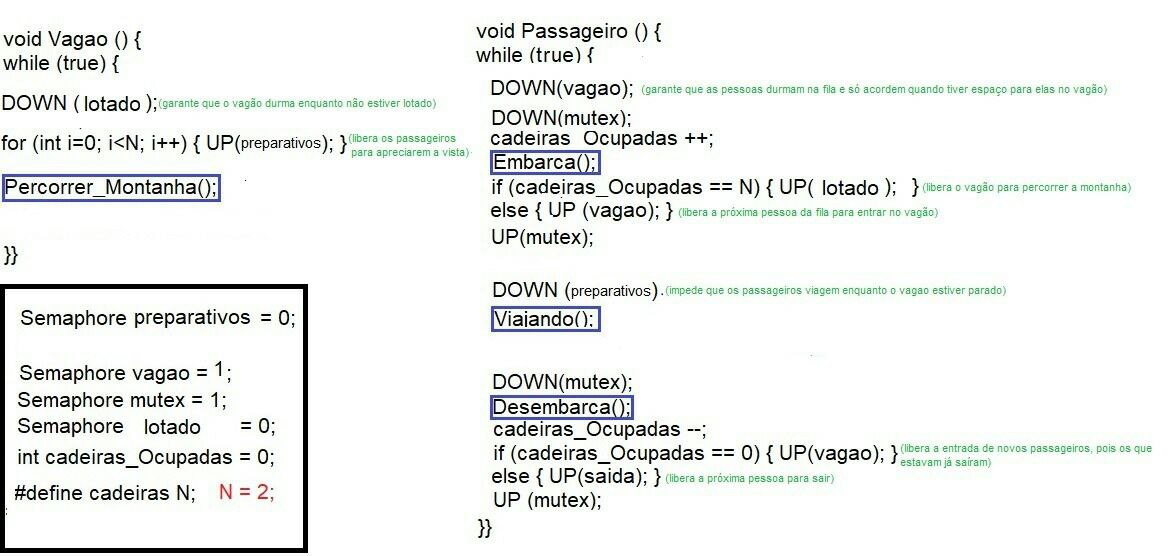 void Vagao () {
while (true) {
DOWN ( lotado );(garante que o vagão durma enquanto não estiver lotado)
for (int i=0; i<N; i++) { UP(preparativos); }(libera os passageiros
para apreciarem a vista)
Percorrer_Montanha();
}}
Semaphore preparativos = 0;
Semaphore vagao = 1;
Semaphore mutex = 1;
Semaphore lotado = 0;
int cadeiras_Ocupadas = 0;
#define cadeiras N; N = 2;
void Passageiro () {
while (true) {
DOWN(vagao); (garante que as pessoas durmam na fila e só acordem quando tiver espaço para elas no vagão)
DOWN(mutex);
cadeiras_Ocupadas ++;
Embarca();
if (cadeiras_Ocupadas == N) { UP( lotado ); } (libera o vagão para percorrer a montanha)
else { UP (vagao); } (libera a próxima pessoa da fila para entrar no vagão)
UP(mutex);
DOWN (preparativos).(impede que os passageiros viagem enquanto o vagao estiver parado)
Viajando();
DOWN(mutex);
Desembarca();
cadeiras_Ocupadas --;
if (cadeiras_Ocupadas == 0) { UP(vagao); } (libera a entrada de novos passageiros, pois os que
estavam já saíram)
else { UP(saida); } (libera a próxima pessoa para sair)
UP (mutex);
}}